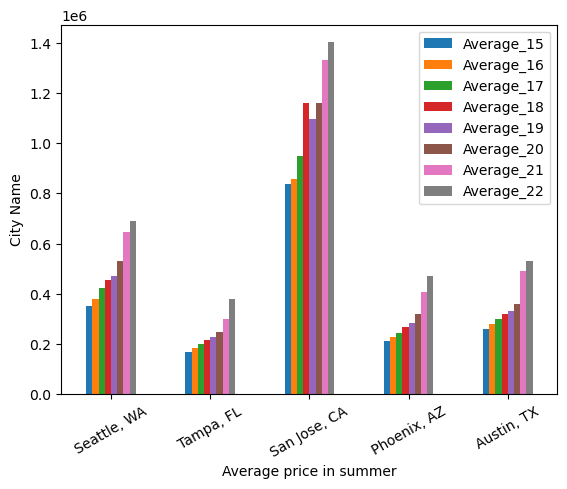 1e6
1.4
1.2
1.0
0.8
0.6
0.4
0.2
0.0
City Name
Average_15
Average_16
Average_17
Average_18
Average_19
Average_20
Average_21
Average_22
Seattle, WA
Tampa, FL
San Jose, CA
Phoenix, AZ
Austin, TX
Average price in summer